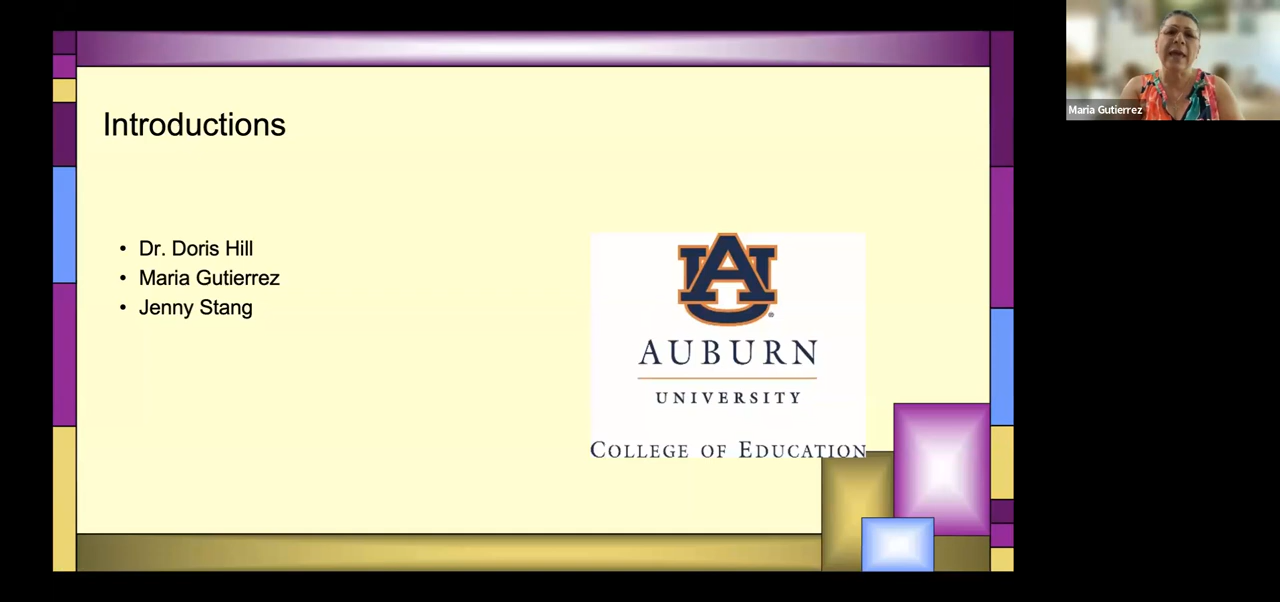 Introductions
• Dr. Doris Hill
• Maria Gutierrez
• Jenny Stang
AU
AUBURN
UNIVERSITY
COLLEGE OF EDUCATION
Maria Gutierrez